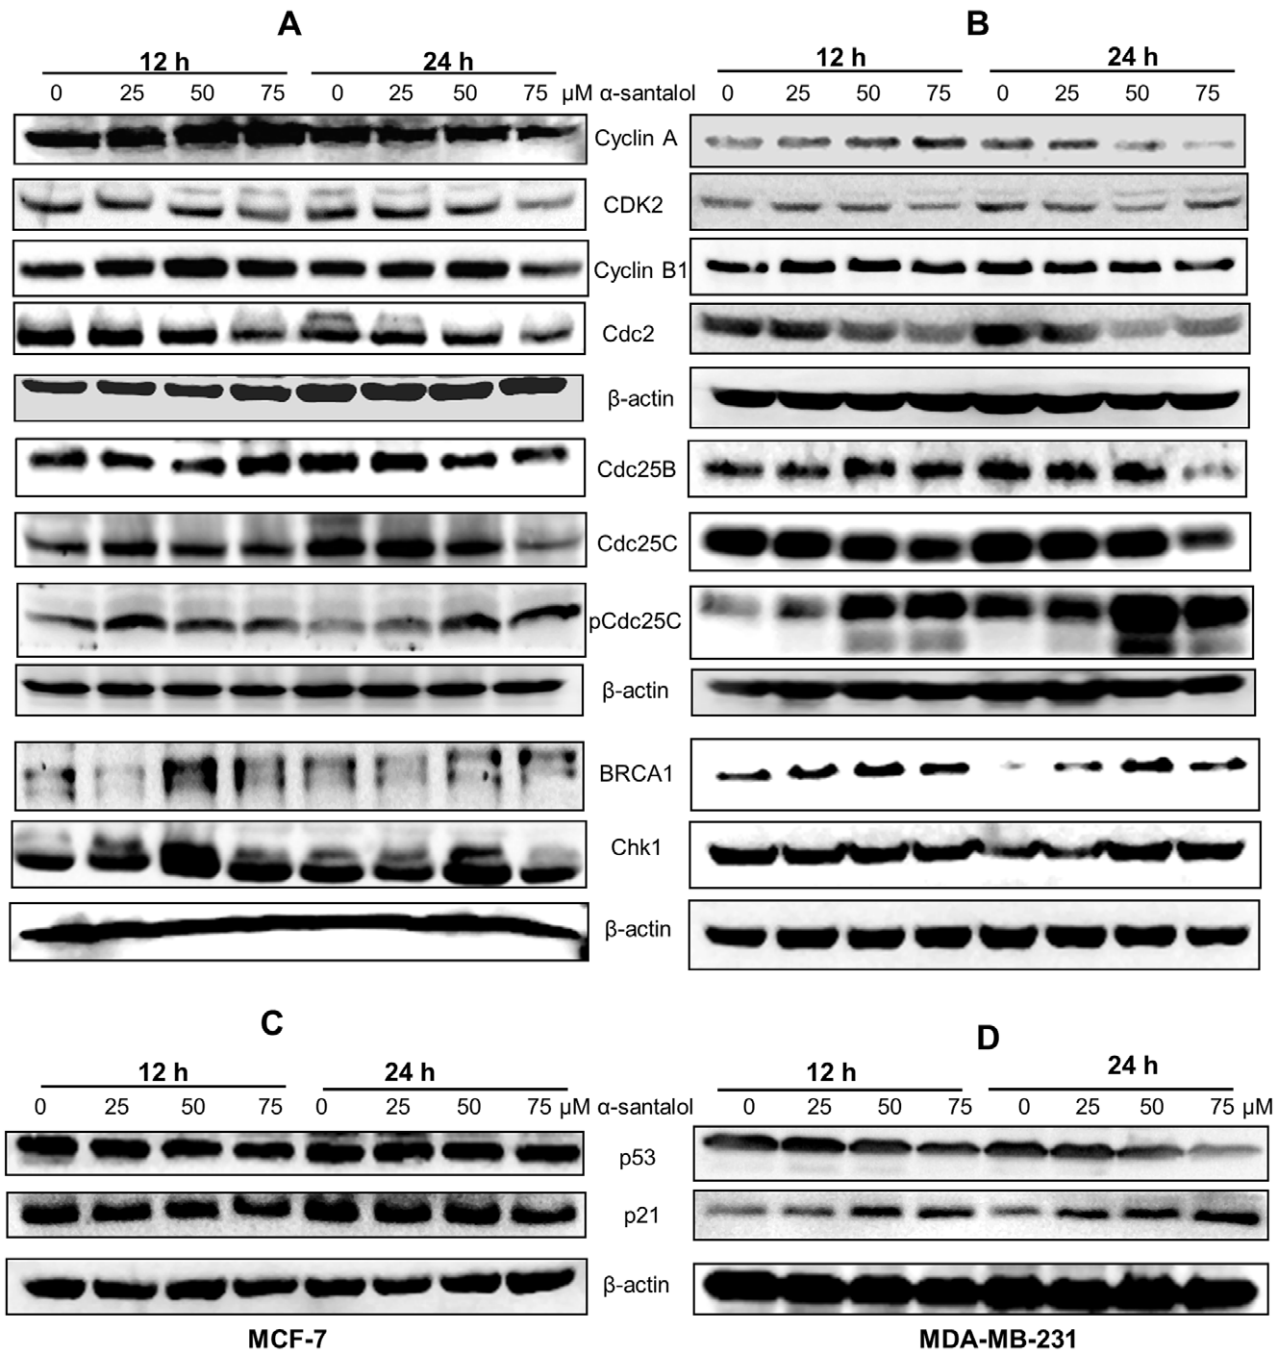 A B
12 h 24 h 12 h 24 h
0 25 50 75 0 25 50 75 µM α-santalol 0 25 50 75 0 25 50 75
Cyclin A
CDK2
Cyclin B1
Cdc2
β-actin
Cdc25B
Cdc25C
pCdc25C
β-actin
BRCA1
Chk1
β-actin
C D
12 h 24 h 12 h 24 h
0 25 50 75 0 25 50 75 µM α-santalol 0 25 50 75 0 25 50 75 µM
p53
p21
β-actin
MCF-7 MDA-MB-231